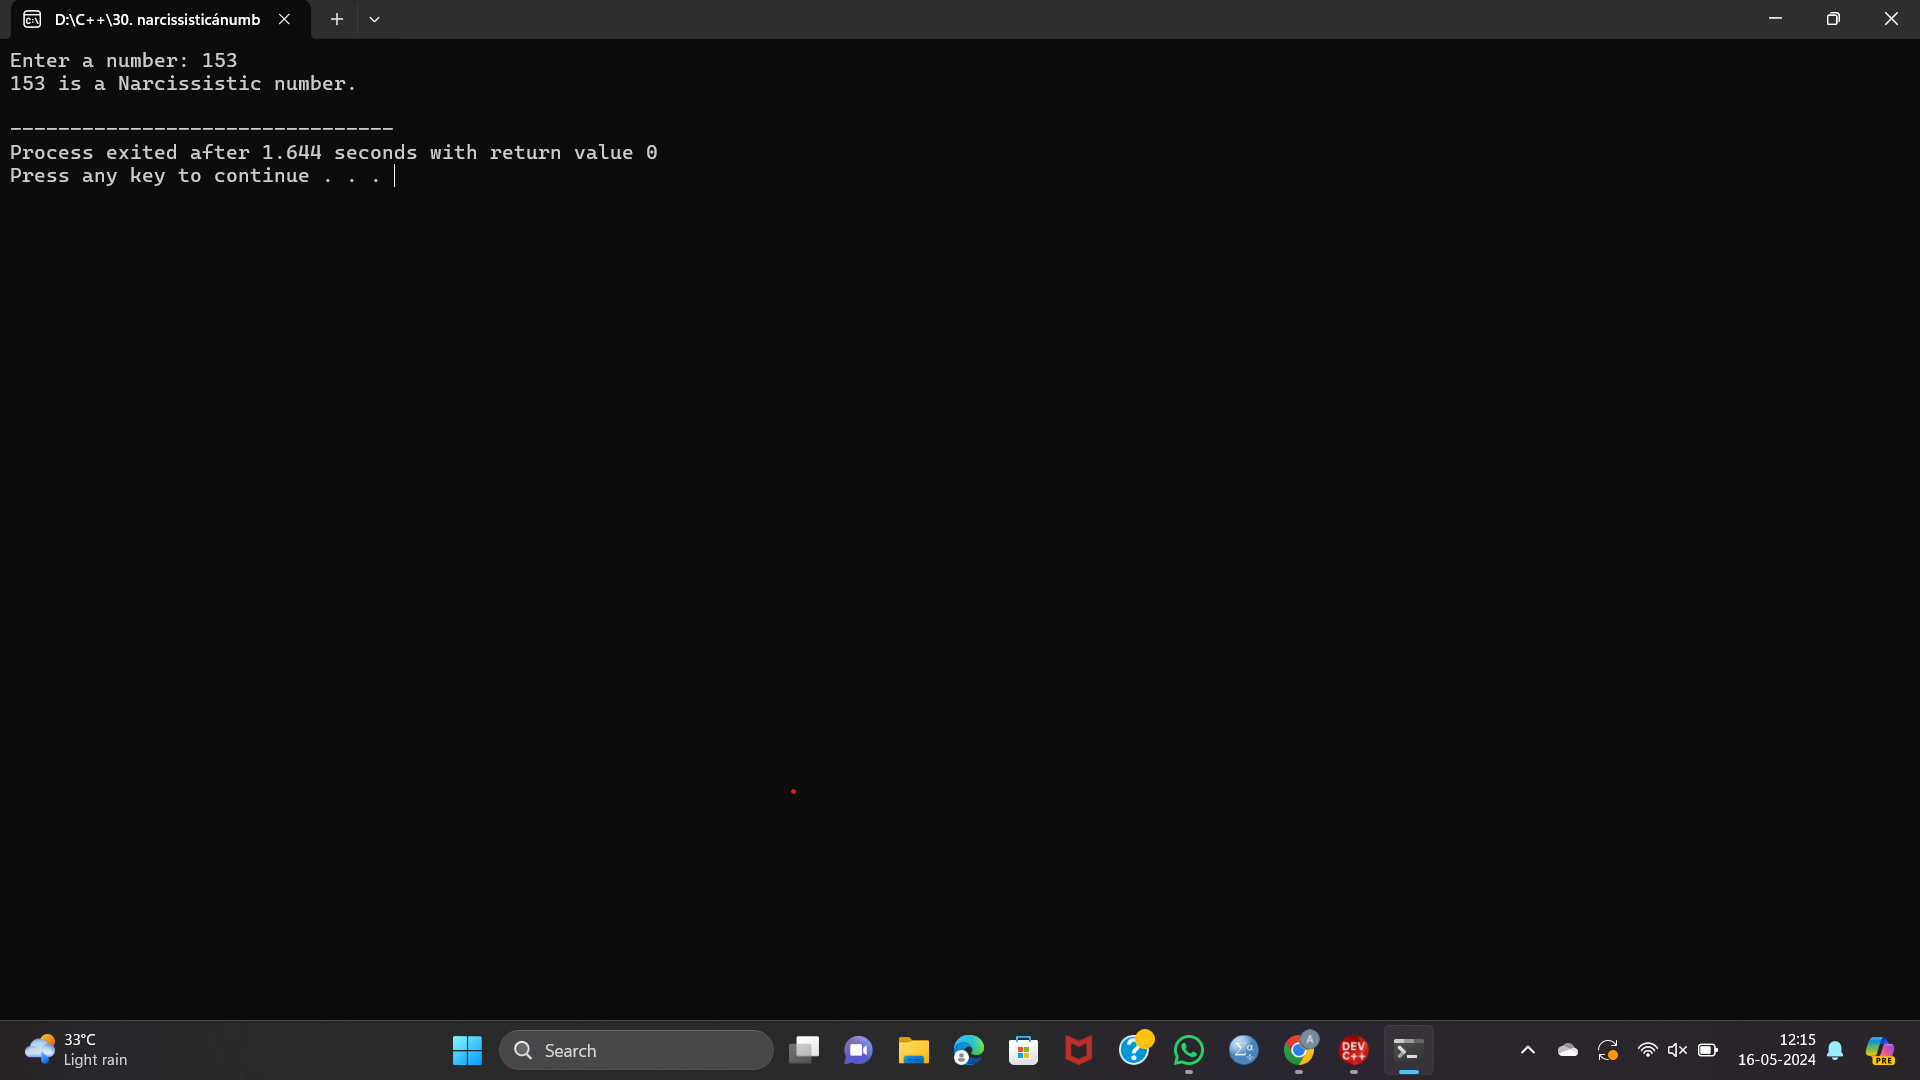 D:\C++\30. narcissisticánumb
Enter a number: 153
153 is a Narcissistic number.
--------------------------------
Process exited after 1.644 seconds with return value 0
Press any key to continue . . .
33°C
Light rain
Search
A
DEV
C++
12:15
16-05-2024
PRE